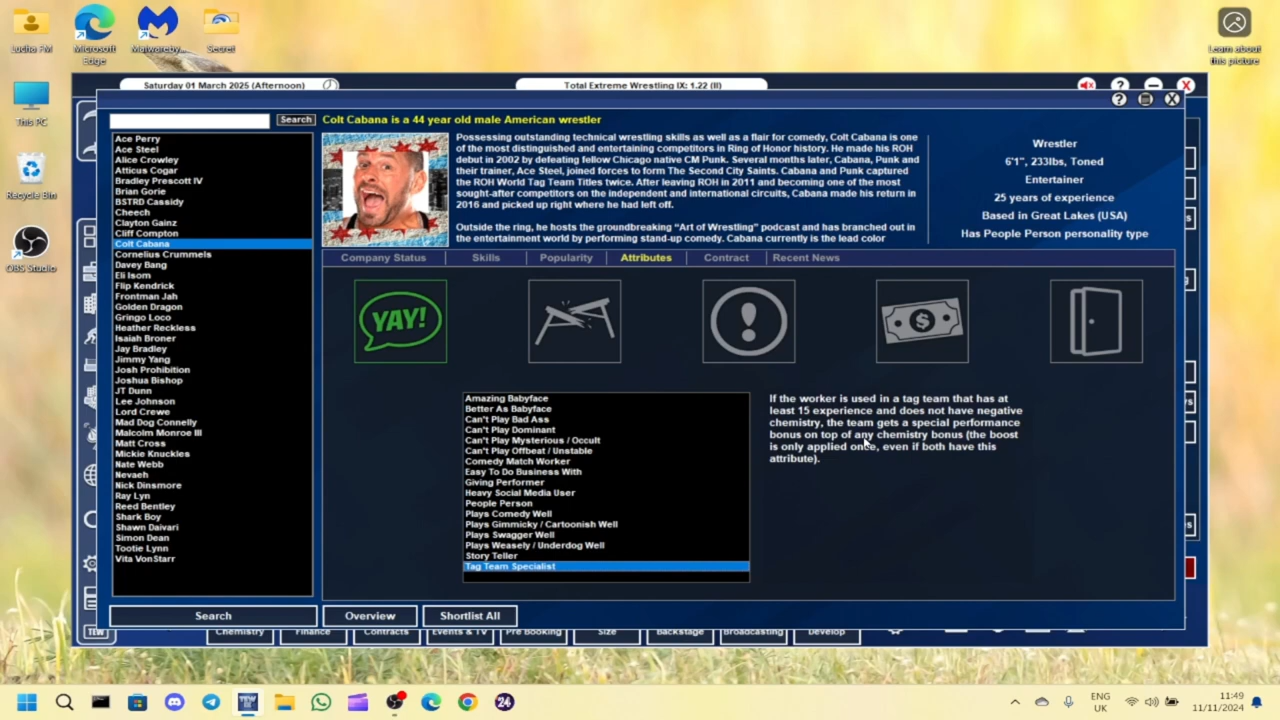 Lucha FM
Microsoft Edge
Malwareby...
Secret
Learn about this picture
This PC
Recycle Bin
OBS Studio
Saturday 01 March 2025 (Afternoon)
Total Extreme Wrestling IX: 1.22 (II)
Search
Colt Cabana is a 44 year old male American wrestler
Ace Perry
Ace Steel
Alice Crowley
Atticus Cogar
Bradley Prescott IV
Brian Gorie
BSTRD Cassidy
Cheech
Clayton Gainz
Cliff Compton
Colt Cabana
Cornelius Crummels
Davey Bang
Eli Isom
Flip Kendrick
Frontman Jah
Golden Dragon
Gringo Loco
Heather Reckless
Isaiah Broner
Jay Bradley
Jimmy Yang
Josh Prohibition
Joshua Bishop
JT Dunn
Lee Johnson
Lord Crewe
Mad Dog Connelly
Malcolm Monroe III
Matt Cross
Mickie Knuckles
Nate Webb
Nevaeh
Nick Dinsmore
Ray Lyn
Reed Bentley
Shark Boy
Shawn Daivari
Simon Dean
Tootie Lynn
Vita VonStarr
Possessing outstanding technical wrestling skills as well as a flair for comedy, Colt Cabana is one
of the most distinguished and entertaining competitors in Ring of Honor history. He made his ROH
debut in 2002 by defeating fellow Chicago native CM Punk. Several months later, Cabana, Punk and
their trainer, Ace Steel, joined forces to form The Second City Saints. Cabana and Punk captured
the ROH World Tag Team Titles twice. After leaving ROH in 2011 and becoming one of the most
sought-after competitors on the independent and international circuits, Cabana made his return in
2016 and picked up right where he had left off.
Outside the ring, he hosts the groundbreaking “Art of Wrestling” podcast and has branched out in
the entertainment world by performing stand-up comedy. Cabana currently is the lead color
Wrestler
6'1", 233lbs, Toned
Entertainer
25 years of experience
Based in Great Lakes (USA)
Has People Person personality type
Company Status
Skills
Popularity
Attributes
Contract
Recent News
YAY!
Amazing Babyface
Better As Babyface
Can't Play Bad Ass
Can't Play Dominant
Can't Play Mysterious / Occult
Can't Play Offbeat / Unstable
Comedy Match Worker
Easy To Do Business With
Giving Performer
Heavy Social Media User
People Person
Plays Comedy Well
Plays Gimmicky / Cartoonish Well
Plays Swagger Well
Plays Weasely / Underdog Well
Story Teller
Tag Team Specialist
If the worker is used in a tag team that has at
least 15 experience and does not have negative
chemistry, the team gets a special performance
bonus on top of any chemistry bonus (the boost
is only applied once, even if both have this
attribute).
Search
Overview
Shortlist All
TEW
Chemistry
Finance
Contracts
Events & TV
Pre Booking
Size
Backstage
Broadcasting
Develop
24
ENG
UK
11:49
11/11/2024